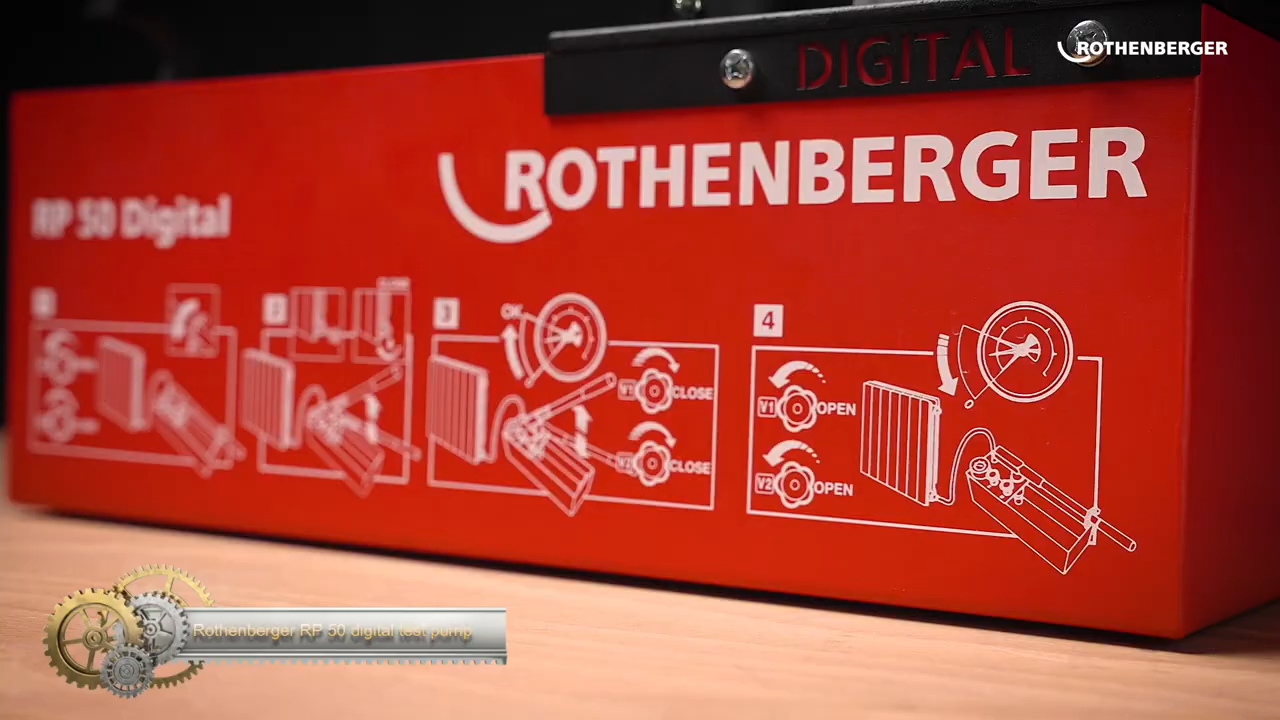 DIGITAL
ROTHENBERGER
ROTHENBERGER
RP 50 Digital
3
OK
V1 CLOSE
V2 CLOSE
4
V1 OPEN
V2 OPEN
Rothenberger RP 50 digital test pump